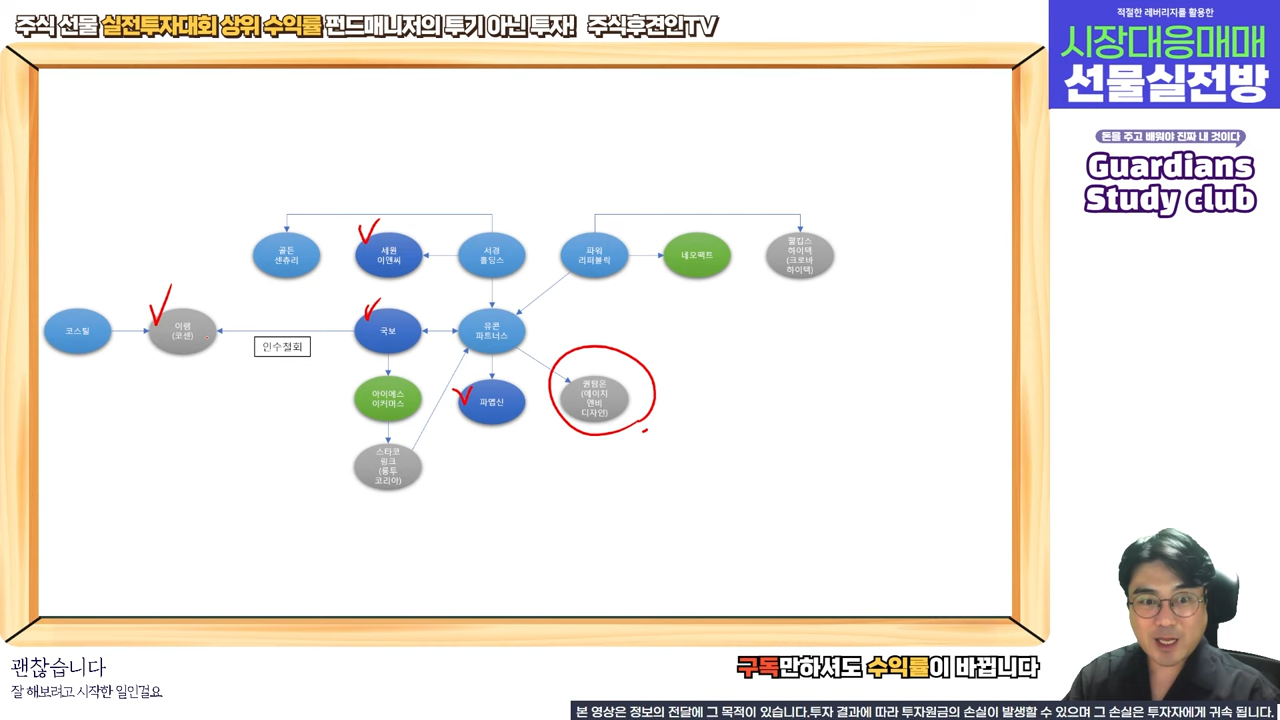 주식 선물 실전투자대회 상위 수익률 펀드매니저의 투기 아닌 투자! 주식후견인TV
적절한 레버리지를 활용한
시장대응매매
선물실전방
돈을 주고 배워야 진짜 내 것이다
Guardians
Study club
골든
센츄리
세원
이앤씨
서경
홀딩스
파워
리퍼블릭
네오펙트
웰킵스
하이텍
(크로바
하이텍)
코스틸
이렘
(코센)
인수철회
국보
유콘
파트너스
아이에스
이커머스
파멥신
퀀텀온
(에이치
앤비
디자인)
스타코
링크
(룽투
코리아)
괜찮습니다
잘 해보려고 시작한 일인걸요
구독만하셔도 수익률이 바뀝니다
본 영상은 정보의 전달에 그 목적이 있습니다.투자 결과에 따라 투자원금의 손실이 발생할 수 있으며 그 손실은 투자자에게 귀속 됩니다.